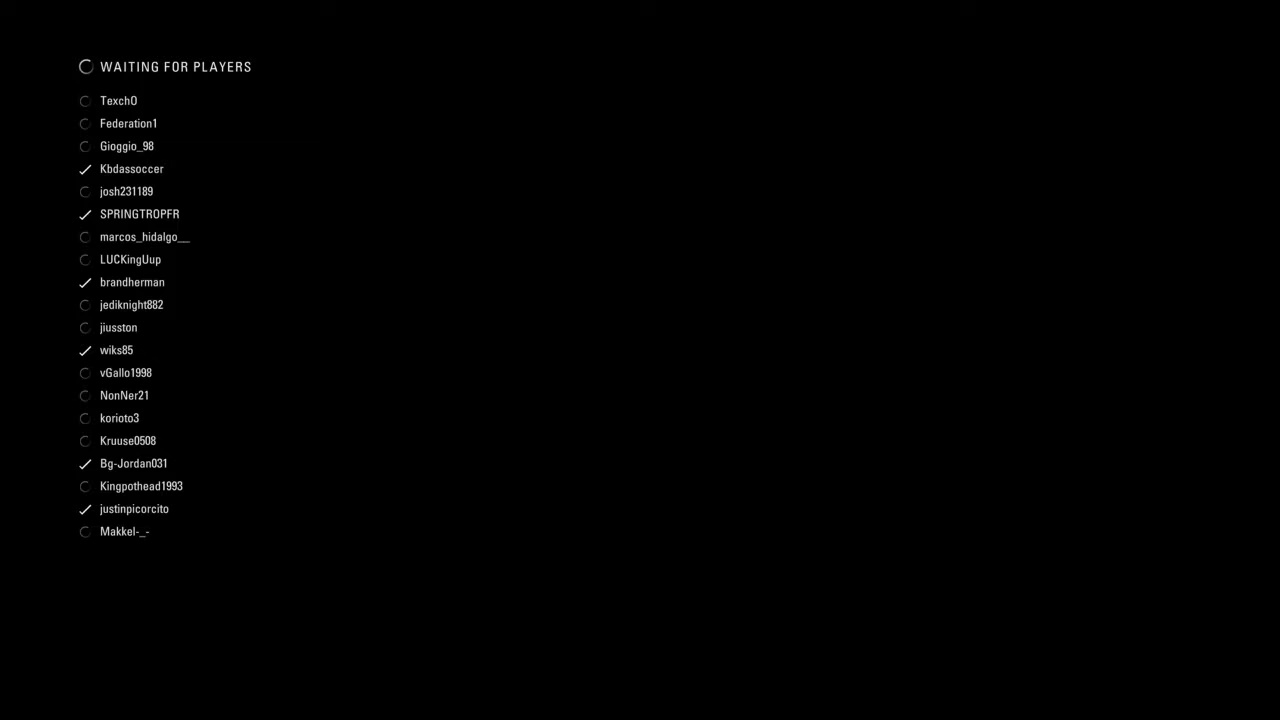 WAITING FOR PLAYERS
TexchO
Federation1
Gioggio_98
Kbdassoccer
josh231189
SPRINGTROPFR
marcos_hidalgo__
LUCKingUup
brandherman
jediknight882
jiusston
wiks85
vGallo1998
NonNer21
korioto3
Kruuse0508
Bg-Jordan031
Kingpothead1993
justinpicorcito
Makkel-_-